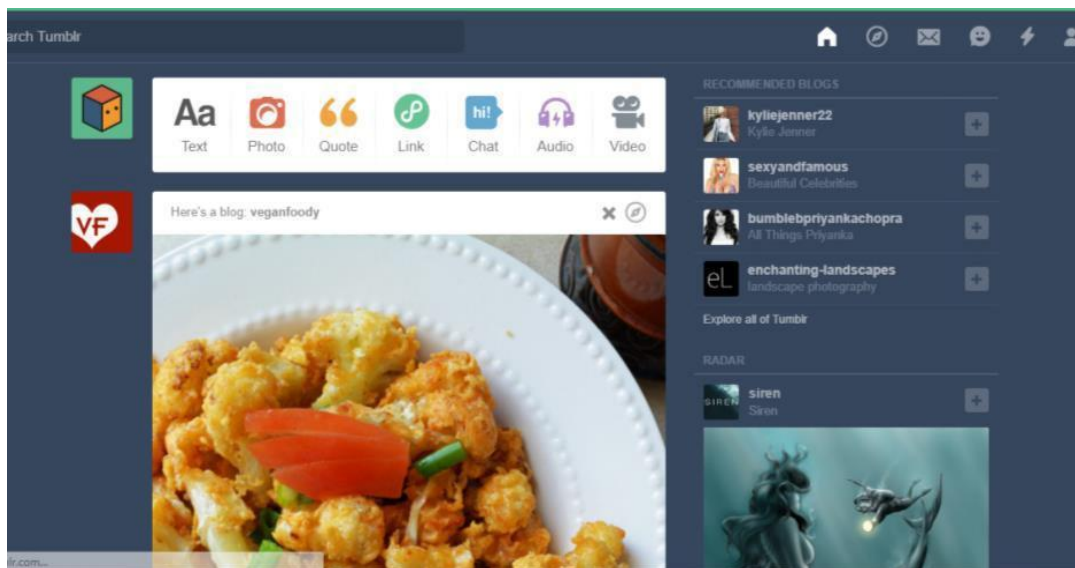 arch Tumblr
Aa
hi!
Text Photo Quote Link Chat Audio Video
VF
Here's a blog: veganfoody
RECOMMENDED BLOGS
kyliejenner22
Kylie Jenner
sexyandfamous
Beautiful Celebrities
bumblebpriyankachopra
All Things Priyanka
eL
enchanting-landscapes
landscape photography
Explore all of Tumblr
RADAR
SIREN
siren
Siren
lr.com...